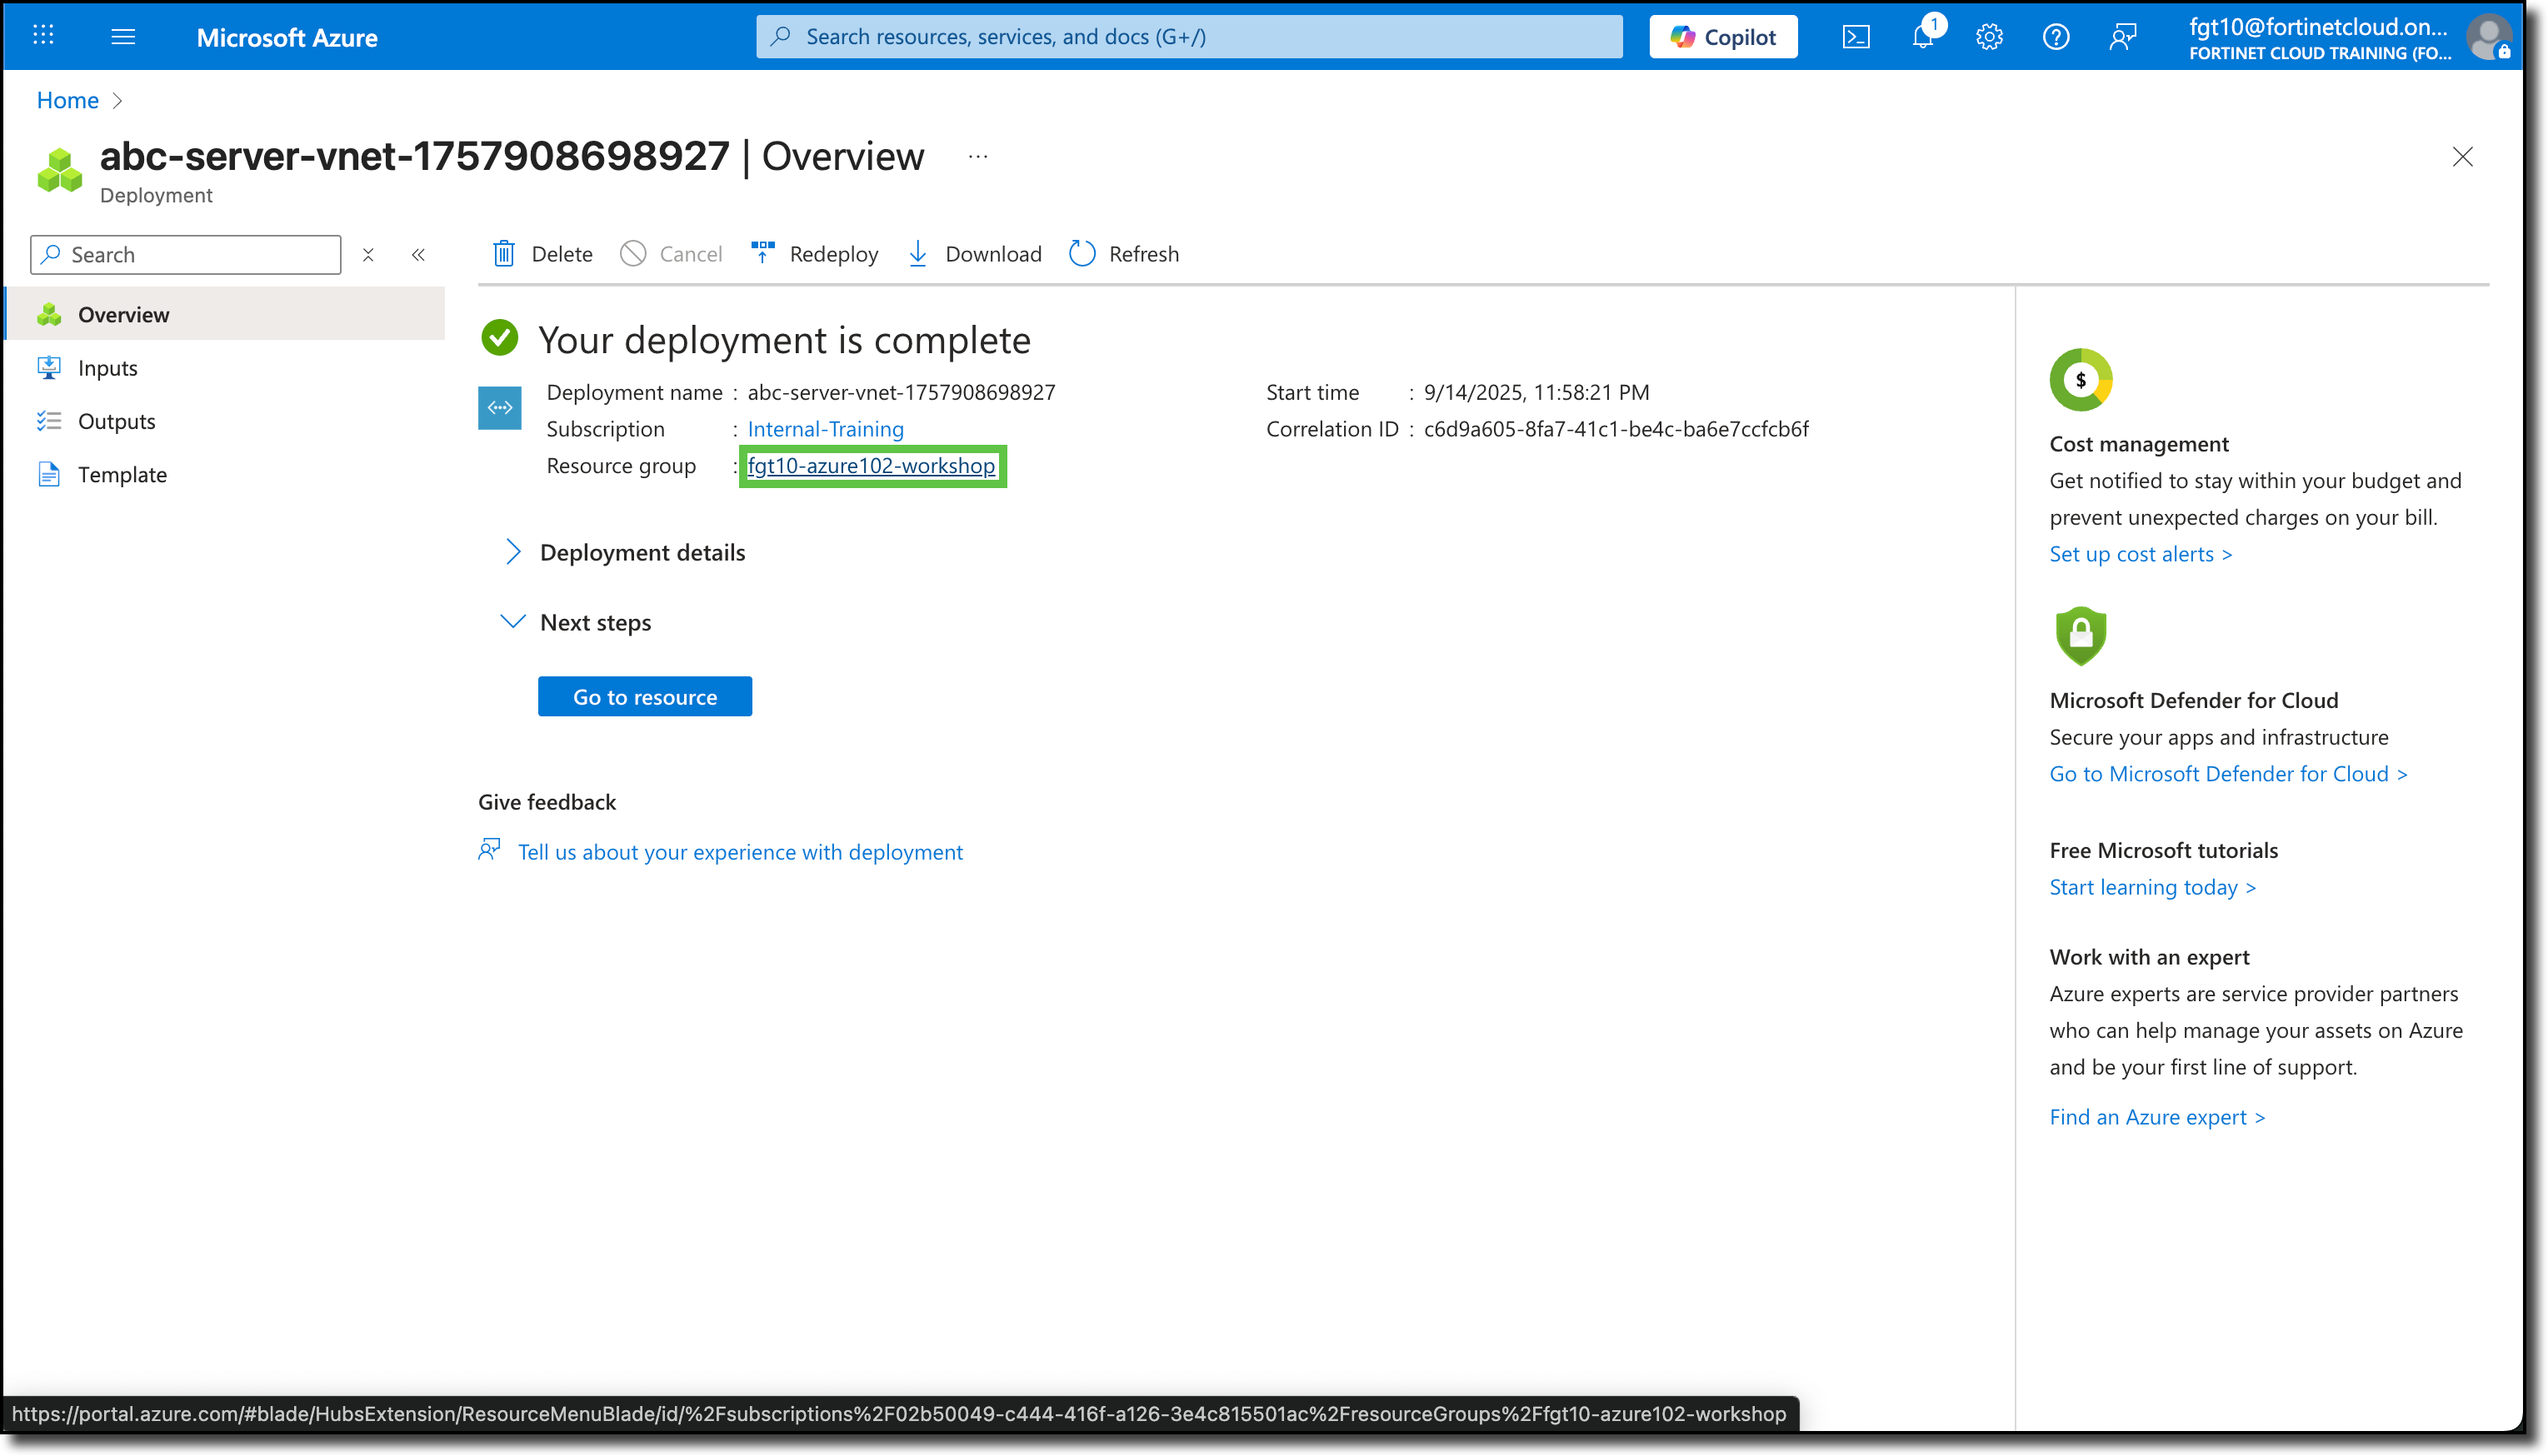 Microsoft Azure
Search resources, services, and docs (G+/)
Copilot
1
fgt10@fortinetcloud.on...
FORTINET CLOUD TRAINING (FO...
Home
abc-server-vnet-1757908698927 | Overview ...
Deployment
Search
Delete
Cancel
Redeploy
Download
Refresh
Overview
Inputs
Outputs
Template
Your deployment is complete
Deployment name : abc-server-vnet-1757908698927
Subscription : Internal-Training
Resource group : fgt10-azure102-workshop
Start time : 9/14/2025, 11:58:21 PM
Correlation ID : c6d9a605-8fa7-41c1-be4c-ba6e7ccfcb6f
Deployment details
Next steps
Go to resource
Give feedback
Tell us about your experience with deployment
$
Cost management
Get notified to stay within your budget and
prevent unexpected charges on your bill.
Set up cost alerts >
Microsoft Defender for Cloud
Secure your apps and infrastructure
Go to Microsoft Defender for Cloud >
Free Microsoft tutorials
Start learning today >
Work with an expert
Azure experts are service provider partners
who can help manage your assets on Azure
and be your first line of support.
Find an Azure expert >
https://portal.azure.com/#blade/HubsExtension/ResourceMenuBlade/id/%2Fsubscriptions%2F02b50049-c444-416f-a126-3e4c815501ac%2FresourceGroups%2Ffgt10-azure102-workshop